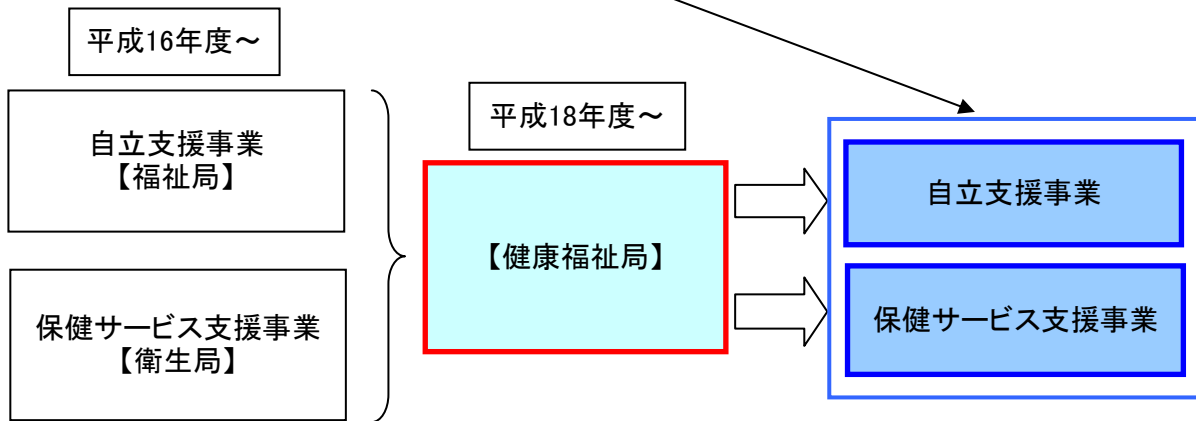 平成16年度～
自立支援事業
【福祉局】
保健サービス支援事業
【衛生局】
平成18年度～
【健康福祉局】
自立支援事業
保健サービス支援事業